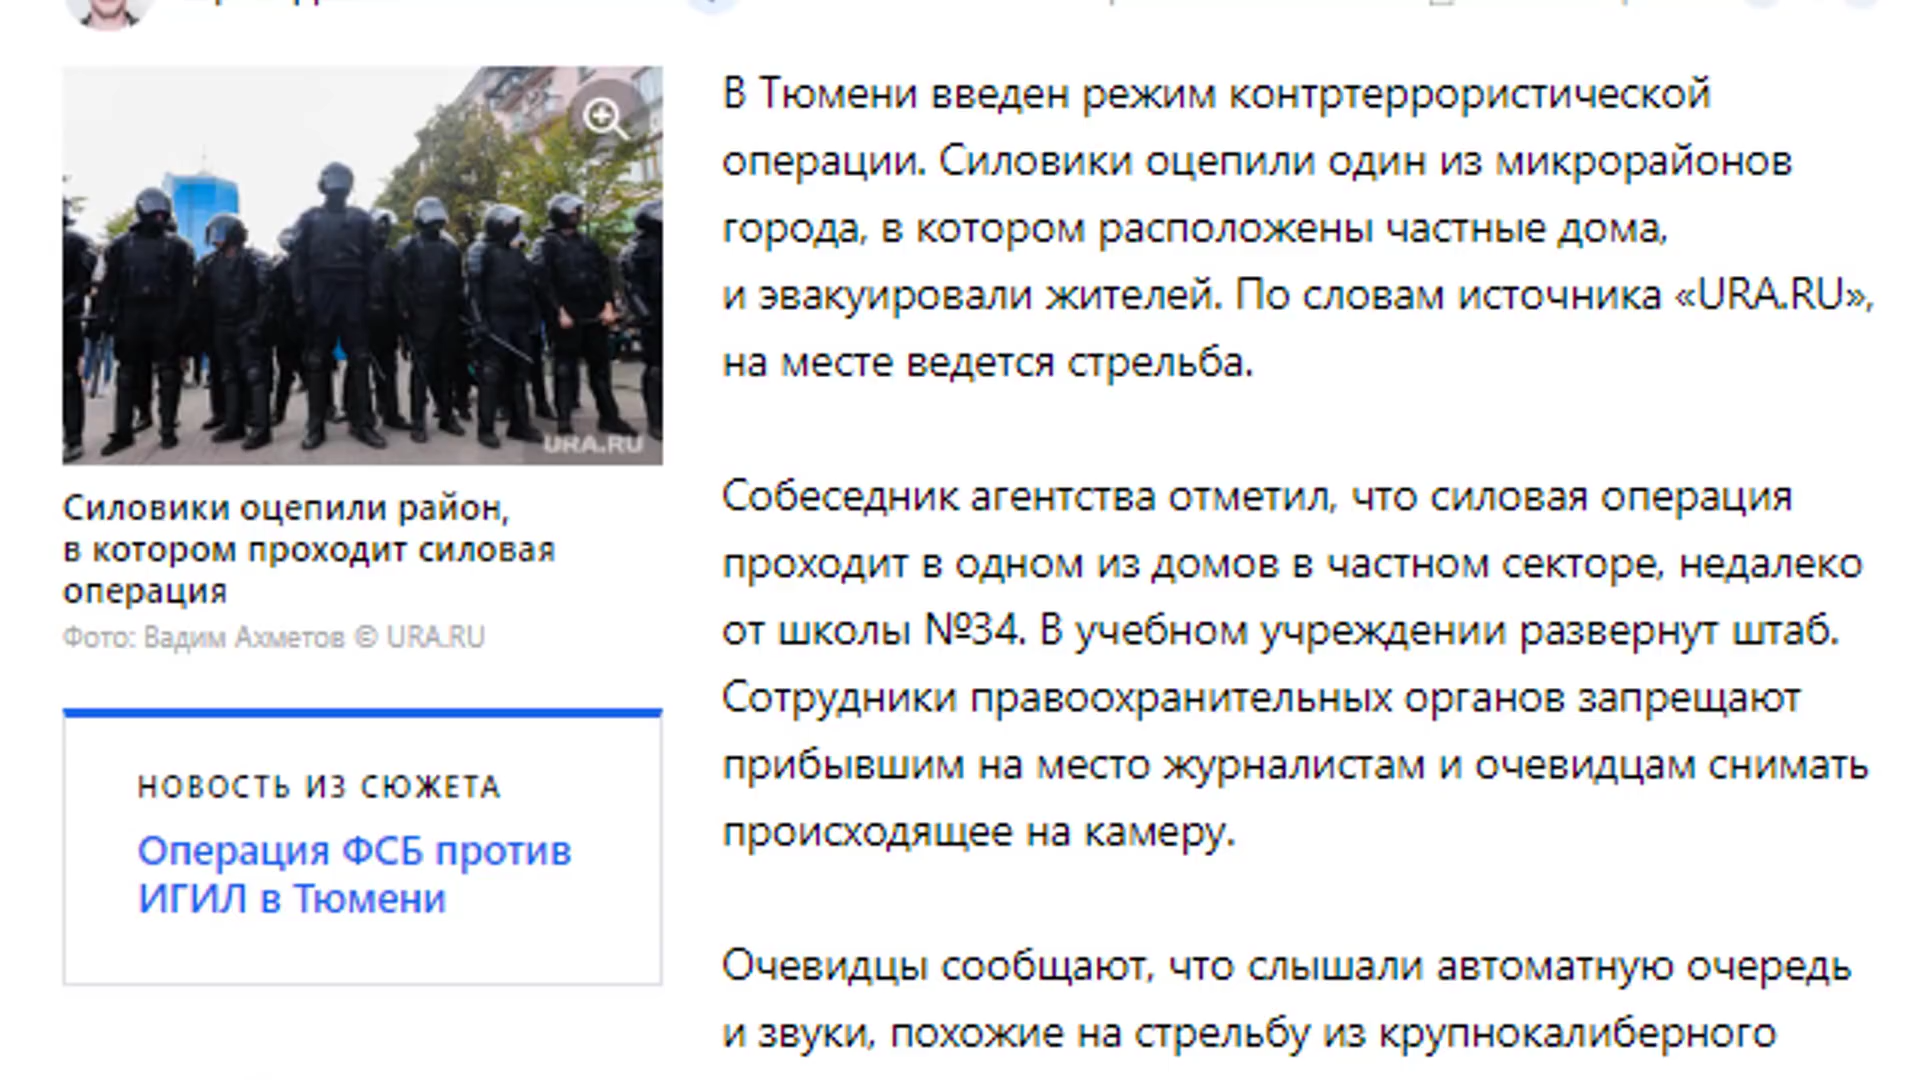 URA.RU
Силовики оцепили район,
в котором проходит силовая
операция
Фото: Вадим Ахметов © URA.RU
НОВОСТЬ ИЗ СЮЖЕТА
Операция ФСБ против
ИГИЛ в Тюмени
В Тюмени введен режим контртеррористической
операции. Силовики оцепили один из микрорайонов
города, в котором расположены частные дома,
и эвакуировали жителей. По словам источника «URA.RU»,
на месте ведется стрельба.
Собеседник агентства отметил, что силовая операция
проходит в одном из домов в частном секторе, недалеко
от школы №34. В учебном учреждении развернут штаб.
Сотрудники правоохранительных органов запрещают
прибывшим на место журналистам и очевидцам снимать
происходящее на камеру.
Очевидцы сообщают, что слышали автоматную очередь
и звуки, похожие на стрельбу из крупнокалиберного